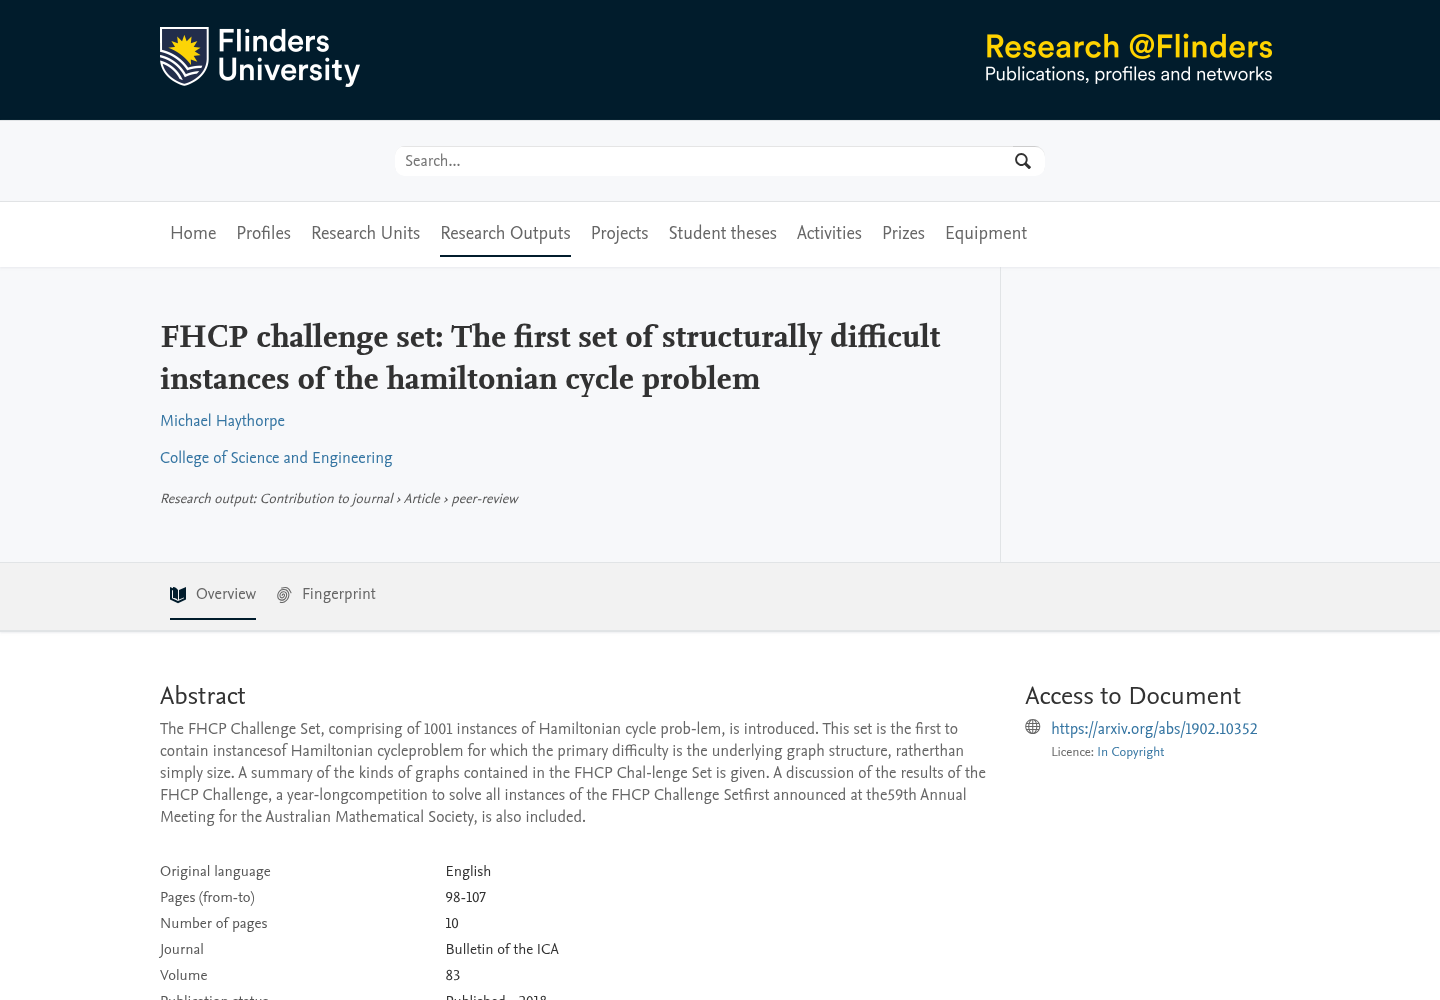 Flinders
University
Research @Flinders
Publications, profiles and networks
Search...
Home Profiles Research Units Research Outputs Projects Student theses Activities Prizes Equipment
FHCP challenge set: The first set of structurally difficult
instances of the hamiltonian cycle problem
Michael Haythorpe
College of Science and Engineering
Research output: Contribution to journal › Article › peer-review
Overview Fingerprint
Abstract
The FHCP Challenge Set, comprising of 1001 instances of Hamiltonian cycle prob-lem, is introduced. This set is the first to
contain instancesof Hamiltonian cycleproblem for which the primary difficulty is the underlying graph structure, ratherthan
simply size. A summary of the kinds of graphs contained in the FHCP Chal-lenge Set is given. A discussion of the results of the
FHCP Challenge, a year-longcompetition to solve all instances of the FHCP Challenge Setfirst announced at the59th Annual
Meeting for the Australian Mathematical Society, is also included.
Access to Document
https://arxiv.org/abs/1902.10352
Licence: In Copyright
Original language English
Pages (from-to) 98-107
Number of pages 10
Journal Bulletin of the ICA
Volume 83
Publication status Published - 2018